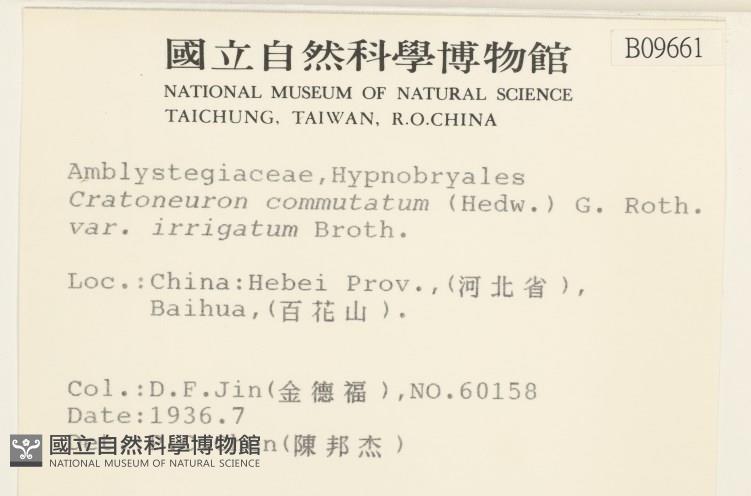 國立自然科學博物館
B09661
NATIONAL MUSEUM OF NATURAL SCIENCE
TAICHUNG, TAIWAN, R.O.CHINA
Amblystegiaceae,Hypnobryales
Cratoneuron commutatum (Hedw.) G. Roth.
var. irrigatum Broth.
Loc.:China:Hebei Prov.,(河北省),
Baihua,(百花山).
Col.:D.F.Jin(金德福),NO.60158
Date:1936.7
(陳邦杰)
國立自然科學博物館
NATIONAL MUSEUM OF NATURAL SCIENCE